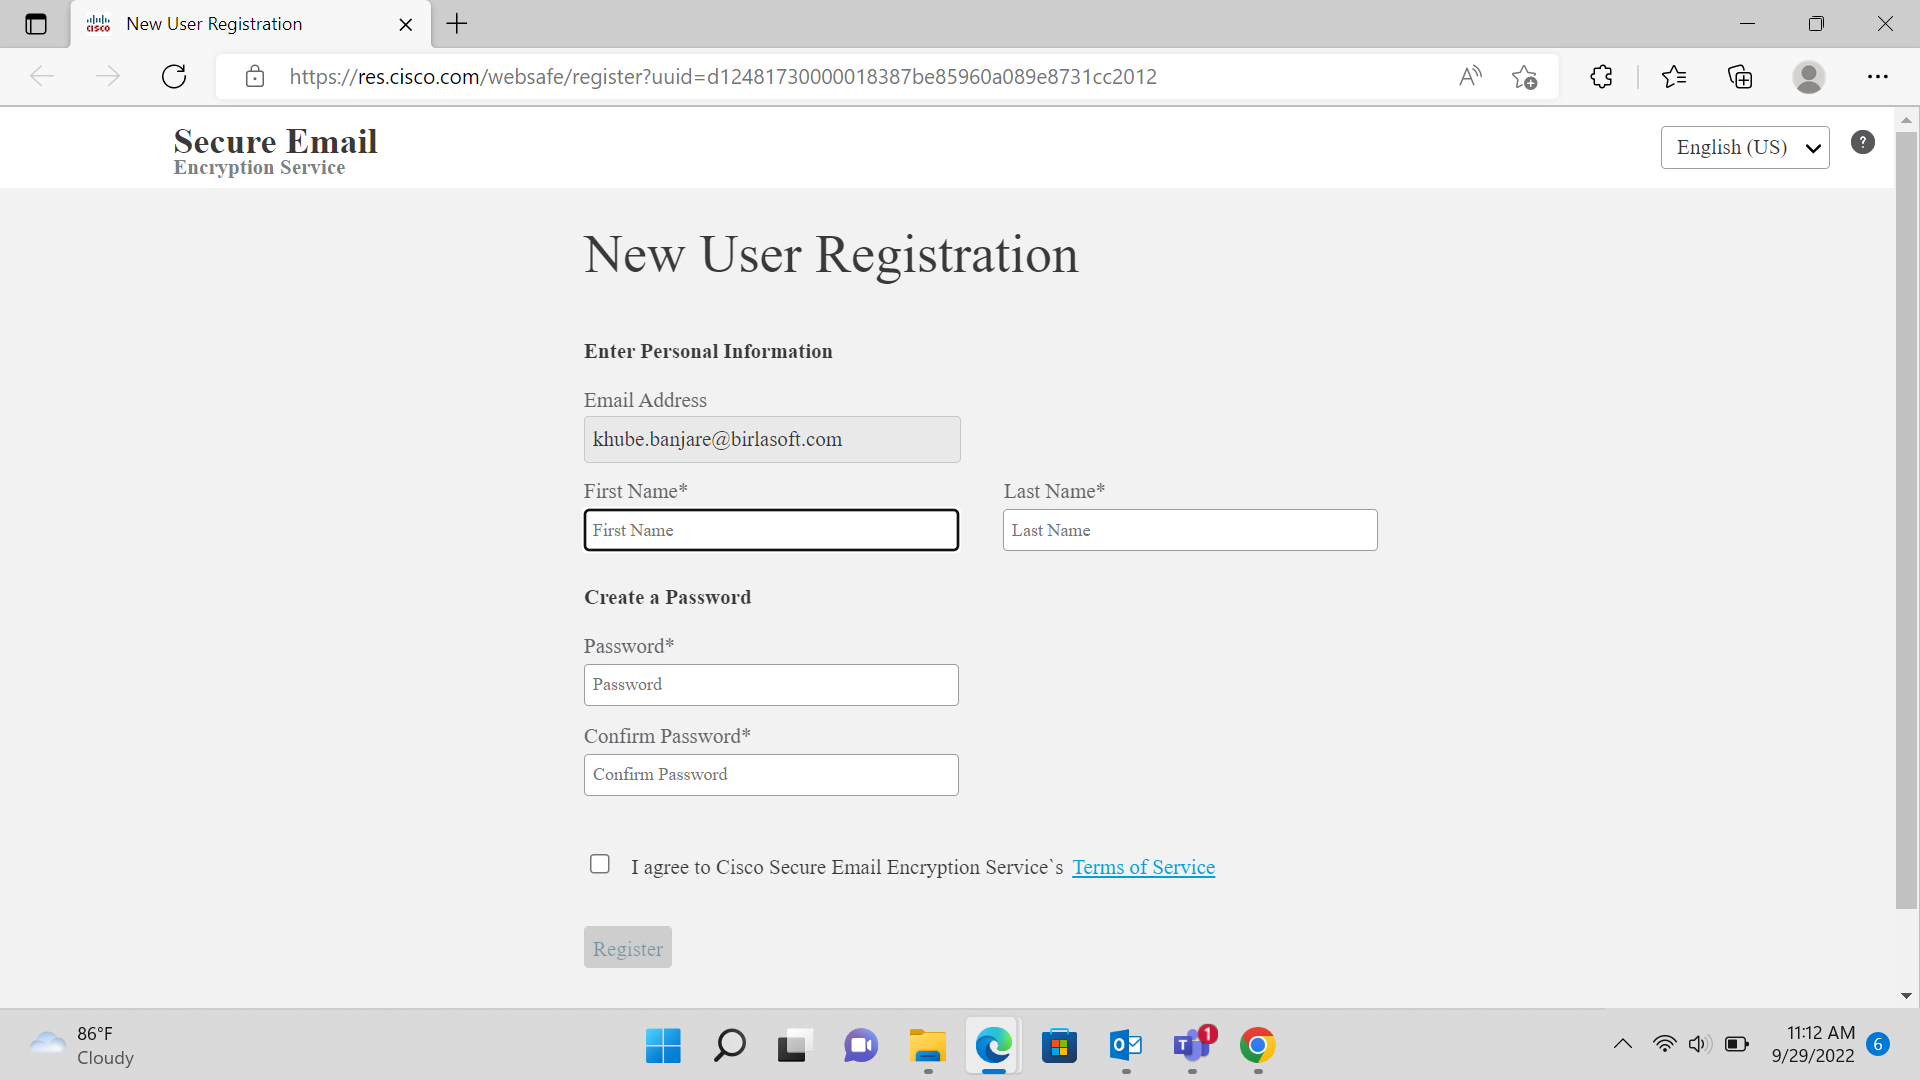 New User Registration
https://res.cisco.com/websafe/register?uuid=d12481730000018387be85960a089e8731cc2012
Secure Email
Encryption Service
English (US)
?
New User Registration
Enter Personal Information
Email Address
khube.banjare@birlasoft.com
First Name*
Last Name*
First Name
Last Name
Create a Password
Password*
Password
Confirm Password*
Confirm Password
I agree to Cisco Secure Email Encryption Service`s Terms of Service
Register
86°F
Cloudy
1
11:12 AM
9/29/2022
6